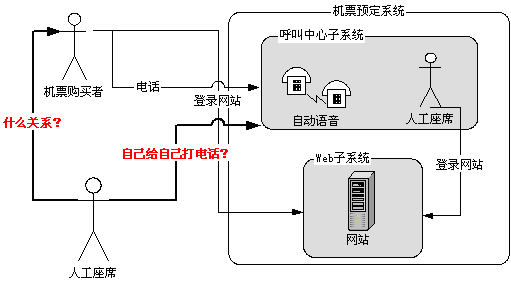 机票预定系统
呼叫中心子系统
机票购买者
电话
登录网站
自动语音
人工座席
什么关系？
自己给自己打电话？
Web子系统
登录网站
网站
人工座席